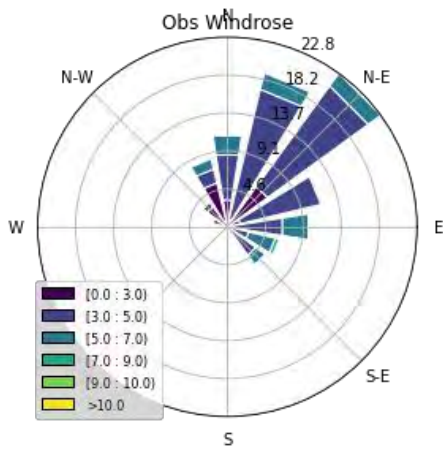 N
Obs Windrose
22.8
N-W
18.2
N-E
13.7
9.1
4.6
W
E
[0.0 : 3.0)
[3.0 : 5.0)
[5.0 : 7.0)
[7.0 : 9.0)
[9.0 : 10.0)
>10.0
S-E
S